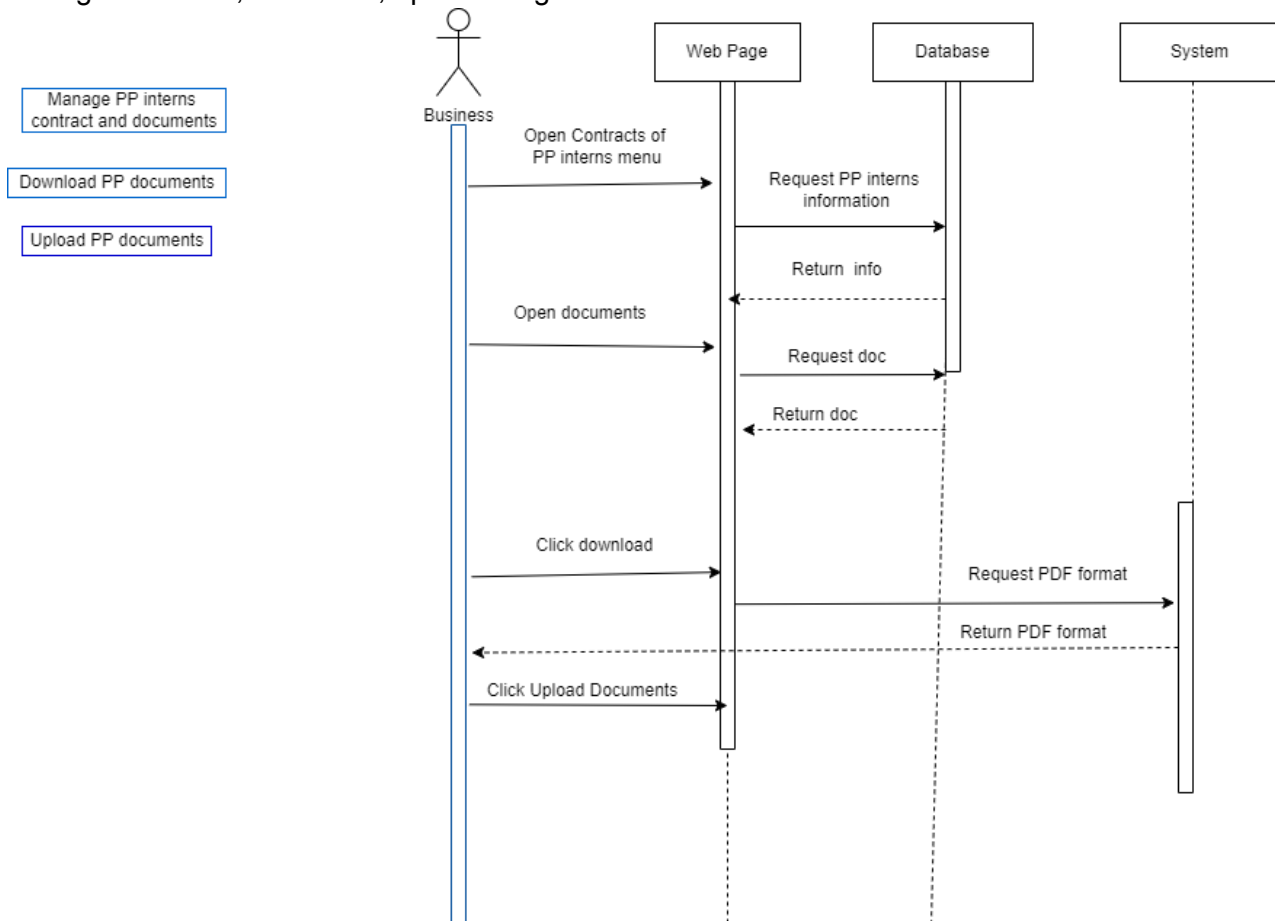 Web Page
Database
System
Manage PP interns
contract and documents
Business
Open Contracts of
PP interns menu
Download PP documents
Request PP interns
information
Upload PP documents
Return info
Open documents
Request doc
Return doc
Click download
Request PDF format
Return PDF format
Click Upload Documents